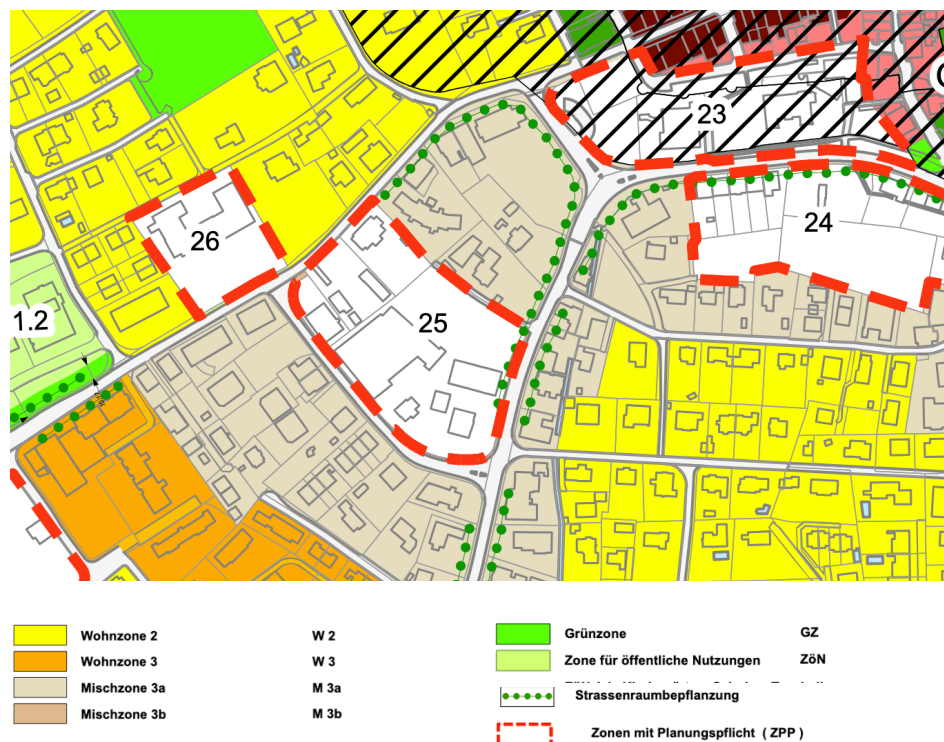 23
24
26
25
1.2
Wohnzone 2 W 2
Wohnzone 3 W 3
Mischzone 3a M 3a
Mischzone 3b M 3b
Grünzone GZ
Zone für öffentliche Nutzungen ZöN
Strassenraumbepflanzung
Zonen mit Planungspflicht ( ZPP )